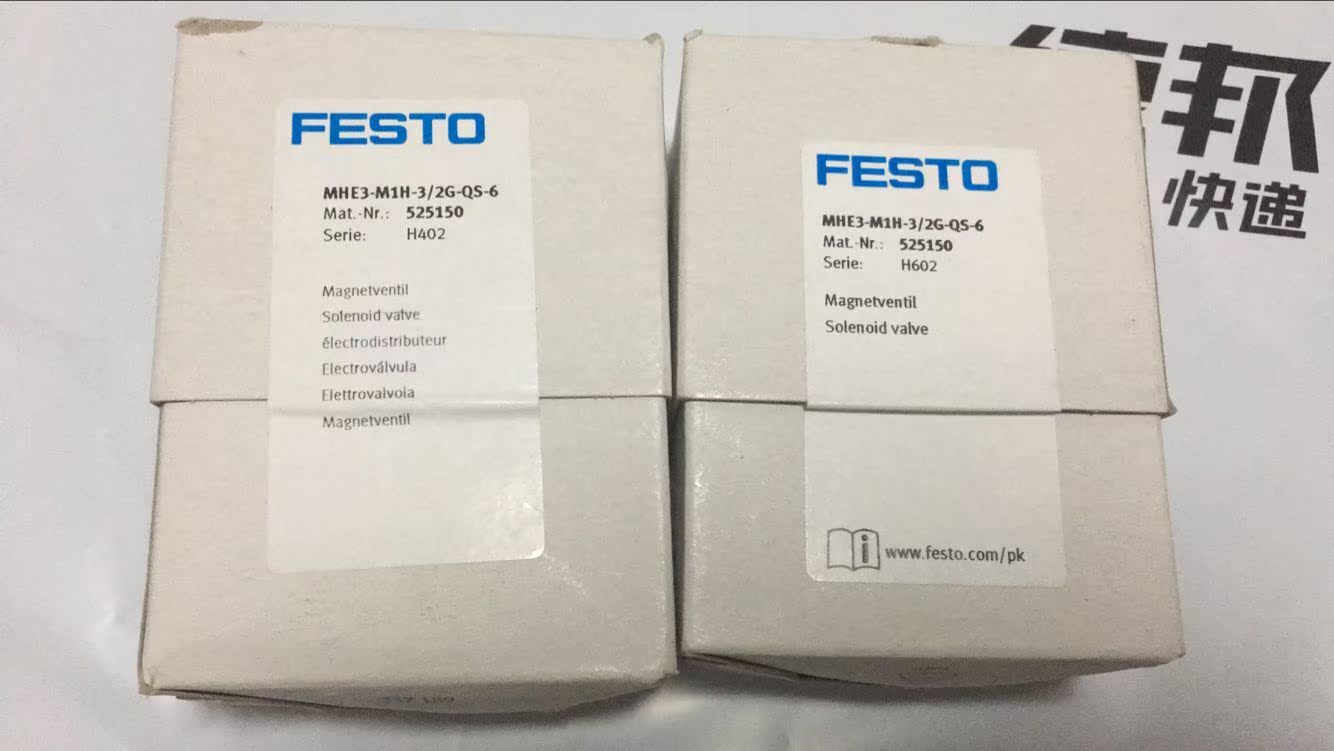 FESTO
MHE3-M1H-3/2G-QS-6
Mat.-Nr.: 525150
Serie: H402
Magnetventil
Solenoid valve
électrodistributeur
Electroválvula
Elettrovalvola
Magnetventil
FESTO
MHE3-M1H-3/2G-QS-6
Mat.-Nr.: 525150
Serie: H602
Magnetventil
Solenoid valve
i www.festo.com/pk
德邦
快递